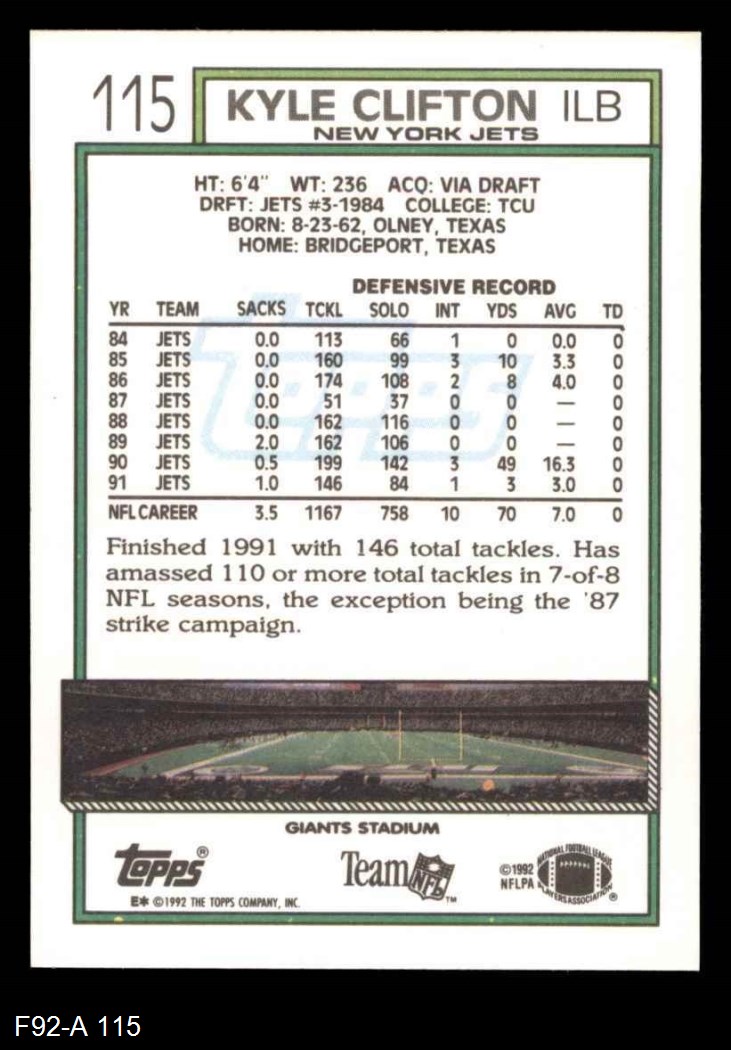 115 KYLE CLIFTON ILB
NEW YORK JETS
HT: 6'4" WT: 236 ACQ: VIA DRAFT
DRFT: JETS #3-1984 COLLEGE: TCU
BORN: 8-23-62, OLNEY, TEXAS
HOME: BRIDGEPORT, TEXAS
DEFENSIVE RECORD
YR TEAM SACKS TCKL SOLO INT YDS AVG TD
84 JETS 0.0 113 66 1 0 0.0 0
85 JETS 0.0 160 99 3 10 3.3 0
86 JETS 0.0 174 108 2 8 4.0 0
87 JETS 0.0 51 37 0 0 — 0
88 JETS 0.0 162 116 0 0 — 0
89 JETS 2.0 162 106 0 0 — 0
90 JETS 0.5 199 142 3 49 16.3 0
91 JETS 1.0 146 84 1 3 3.0 0
NFL CAREER 3.5 1167 758 10 70 7.0 0
Finished 1991 with 146 total tackles. Has
amassed 110 or more total tackles in 7-of-8
NFL seasons, the exception being the '87
strike campaign.
GIANTS STADIUM
Topps®
E* ©1992 THE TOPPS COMPANY, INC.
Team NFL™
©1992
NFLPA
NATIONAL FOOTBALL LEAGUE
PLAYERS ASSOCIATION®
F92-A 115